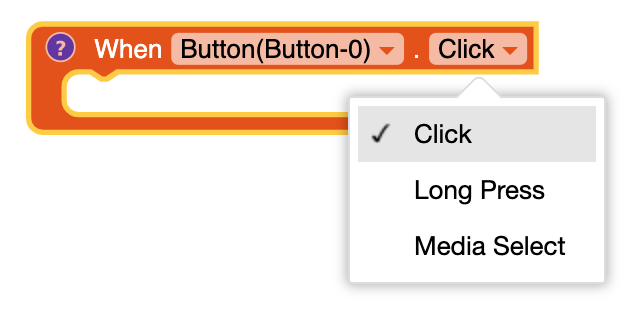 ? When Button(Button-0) . Click
✓ Click
Long Press
Media Select